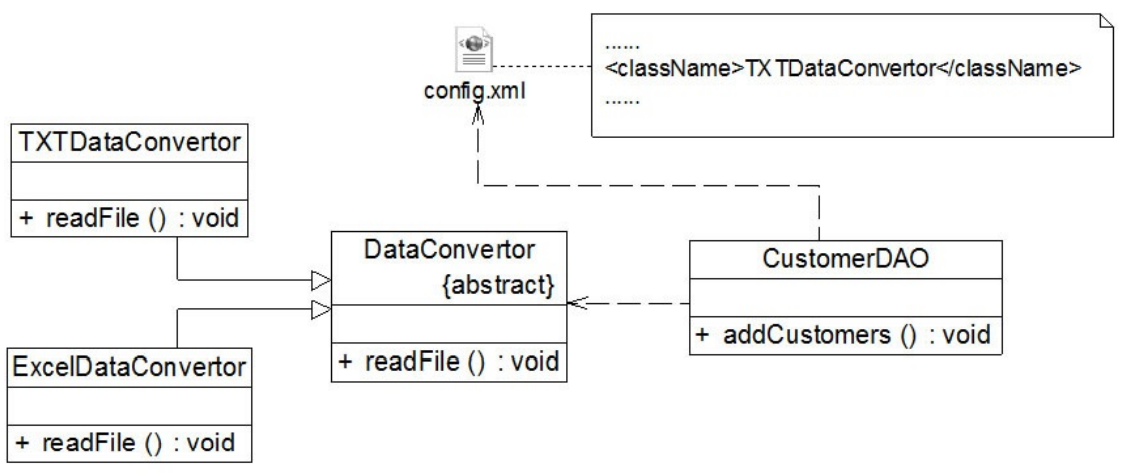 ......
<className>TXTDataConvertor</className>
......
config.xml
TXTDataConvertor
+ readFile () : void
DataConvertor
{abstract}
+ readFile () : void
CustomerDAO
+ addCustomers () : void
ExcelDataConvertor
+ readFile () : void